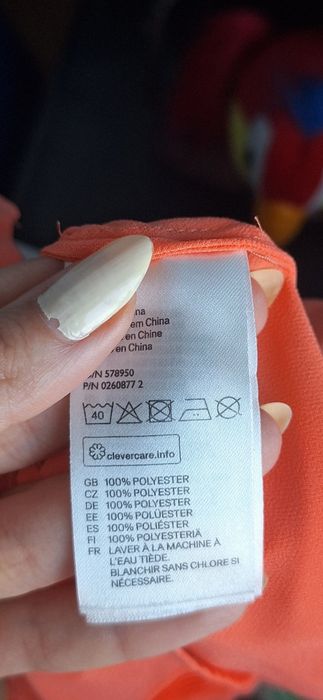 em China
en Chine
en China
P/N 0260877 2
40
clevercare.info
GB 100% POLYESTER
CZ 100% POLYESTER
DE 100% POLYESTER
EE 100% POLÜESTER
ES 100% POLIÉSTER
FI 100% POLYESTERIÄ
FR LAVER À LA MACHINE À
L'EAU TIÈDE.
BLANCHIR SANS CHLORE SI
NÉCESSAIRE.